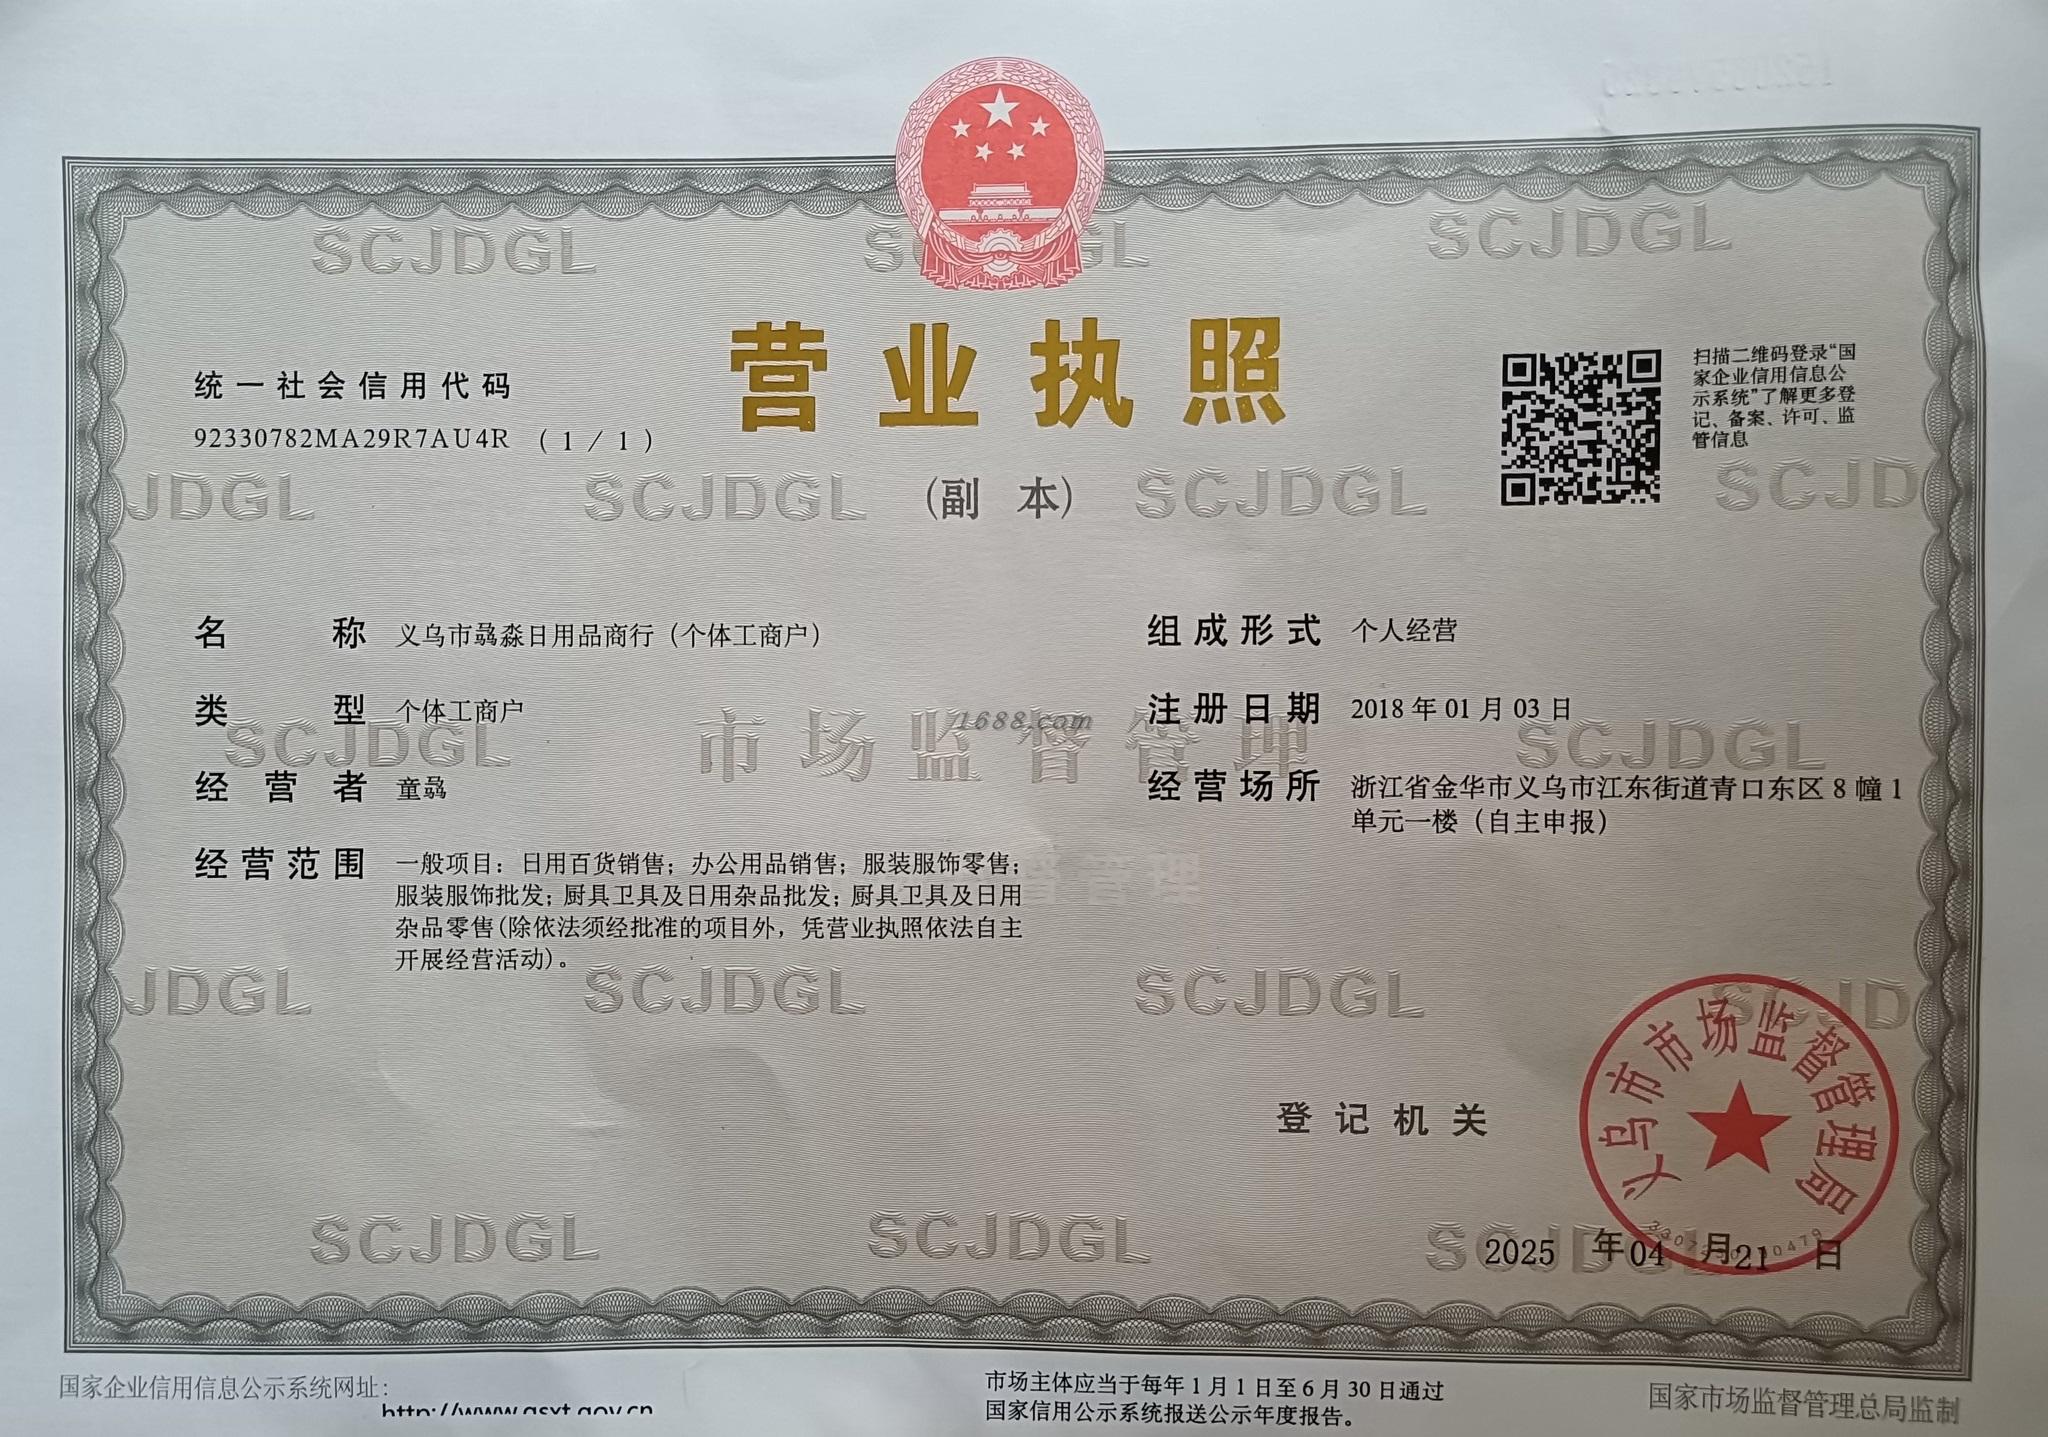 营业执照
(副 本)
统一社会信用代码
92330782MA29R7AU4R (1/1)
扫描二维码登录“国
家企业信用信息公
示系统”了解更多登
记、备案、许可、监
管信息
名 称 义乌市骉淼日用品商行（个体工商户）
类 型 个体工商户
经 营 者 童骉
经营范围 一般项目：日用百货销售；办公用品销售；服装服饰零售；
服装服饰批发；厨具卫具及日用杂品批发；厨具卫具及日用
杂品零售(除依法须经批准的项目外，凭营业执照依法自主
开展经营活动)。
组成形式 个人经营
注册日期 2018 年 01 月 03 日
经营场所 浙江省金华市义乌市江东街道青口东区 8 幢 1
单元一楼（自主申报）
市场监督管理
1688.com
SCJDGL
登记机关
义乌市市场监督管理局
2025 年 04 月 21 日
国家企业信用信息公示系统网址：
http://www.gsxt.gov.cn
市场主体应当于每年 1 月 1 日至 6 月 30 日通过
国家信用公示系统报送公示年度报告。
国家市场监督管理总局监制